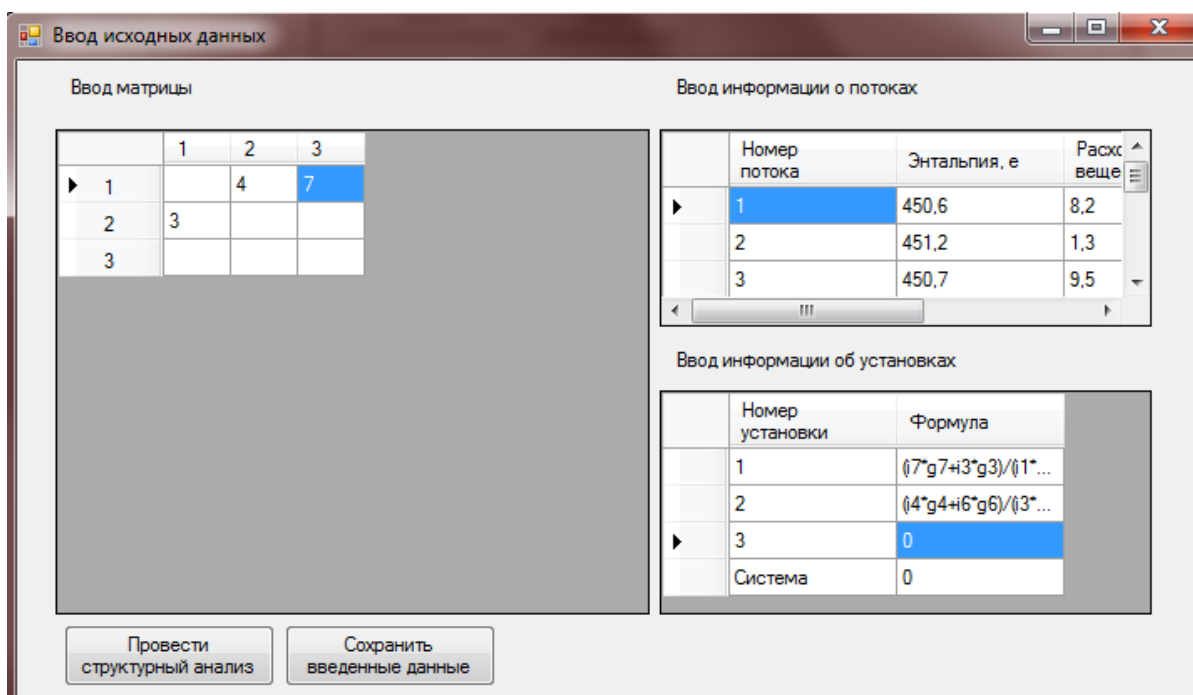 Ввод исходных данных
Ввод матрицы
1 2 3
1 4 7
2 3
3
Провести
структурный анализ
Сохранить
введенные данные
Ввод информации о потоках
Номер
потока
Энтальпия, е
Расхо
веще
1 450,6 8,2
2 451,2 1,3
3 450,7 9,5
Ввод информации об установках
Номер
установки
Формула
1 (i7*g7+i3*g3)/(i1*...
2 (i4*g4+i6*g6)/(i3*...
3 0
Система 0